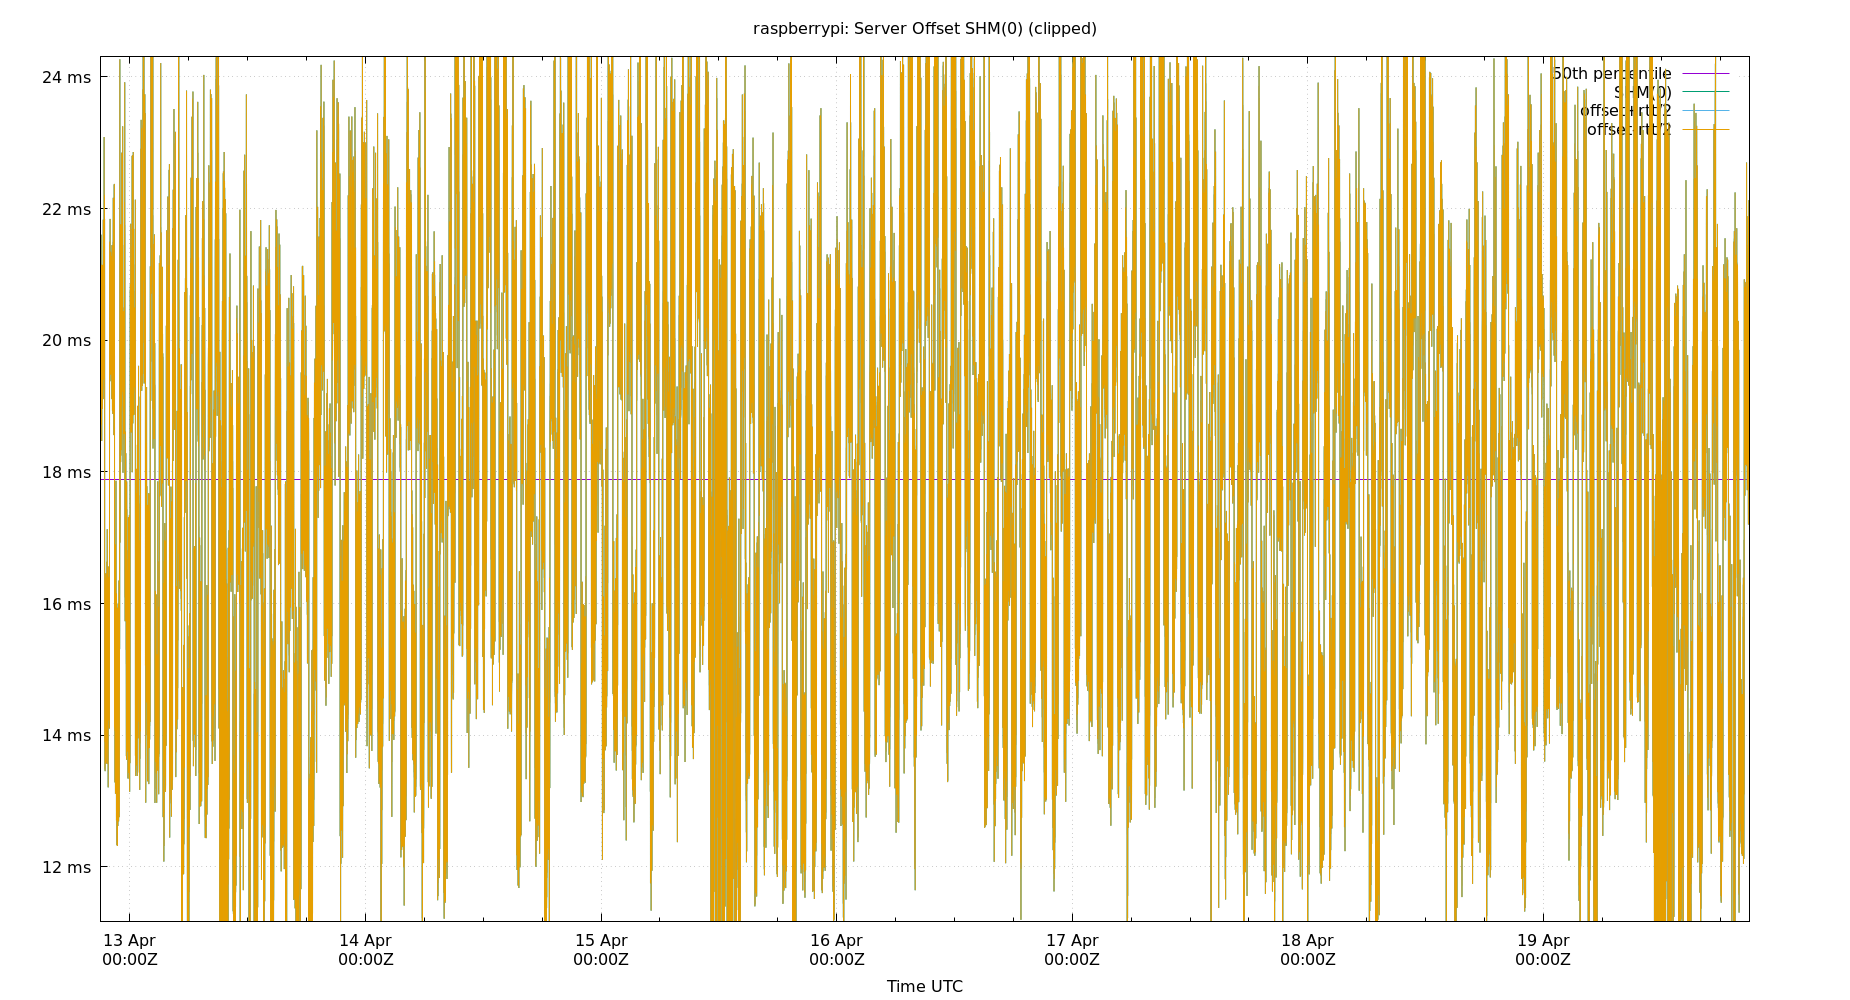 raspberrypi: Server Offset SHM(0) (clipped)
24 ms
22 ms
20 ms
18 ms
16 ms
14 ms
12 ms
50th percentile
SHM(0)
offset+rtt/2
offset-rtt/2
13 Apr
00:00Z
14 Apr
00:00Z
15 Apr
00:00Z
16 Apr
00:00Z
17 Apr
00:00Z
18 Apr
00:00Z
19 Apr
00:00Z
Time UTC